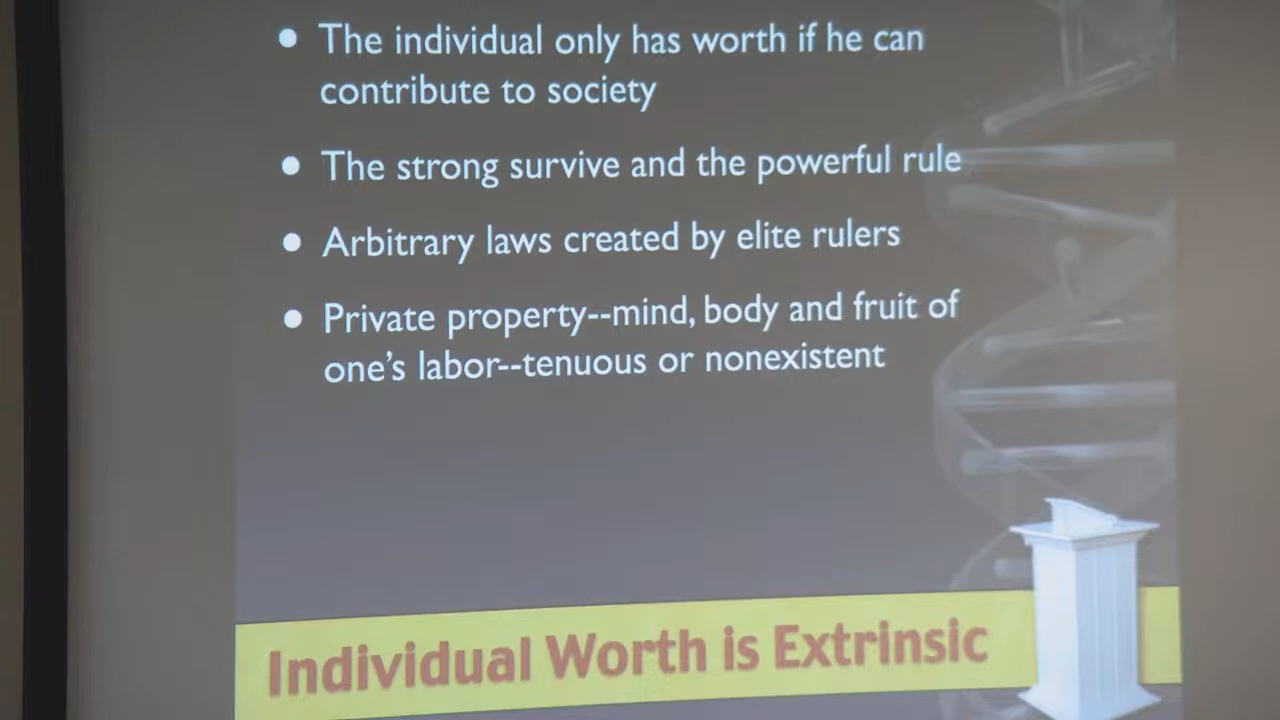 • The individual only has worth if he can
contribute to society
• The strong survive and the powerful rule
• Arbitrary laws created by elite rulers
• Private property--mind, body and fruit of
one’s labor--tenuous or nonexistent
Individual Worth is Extrinsic